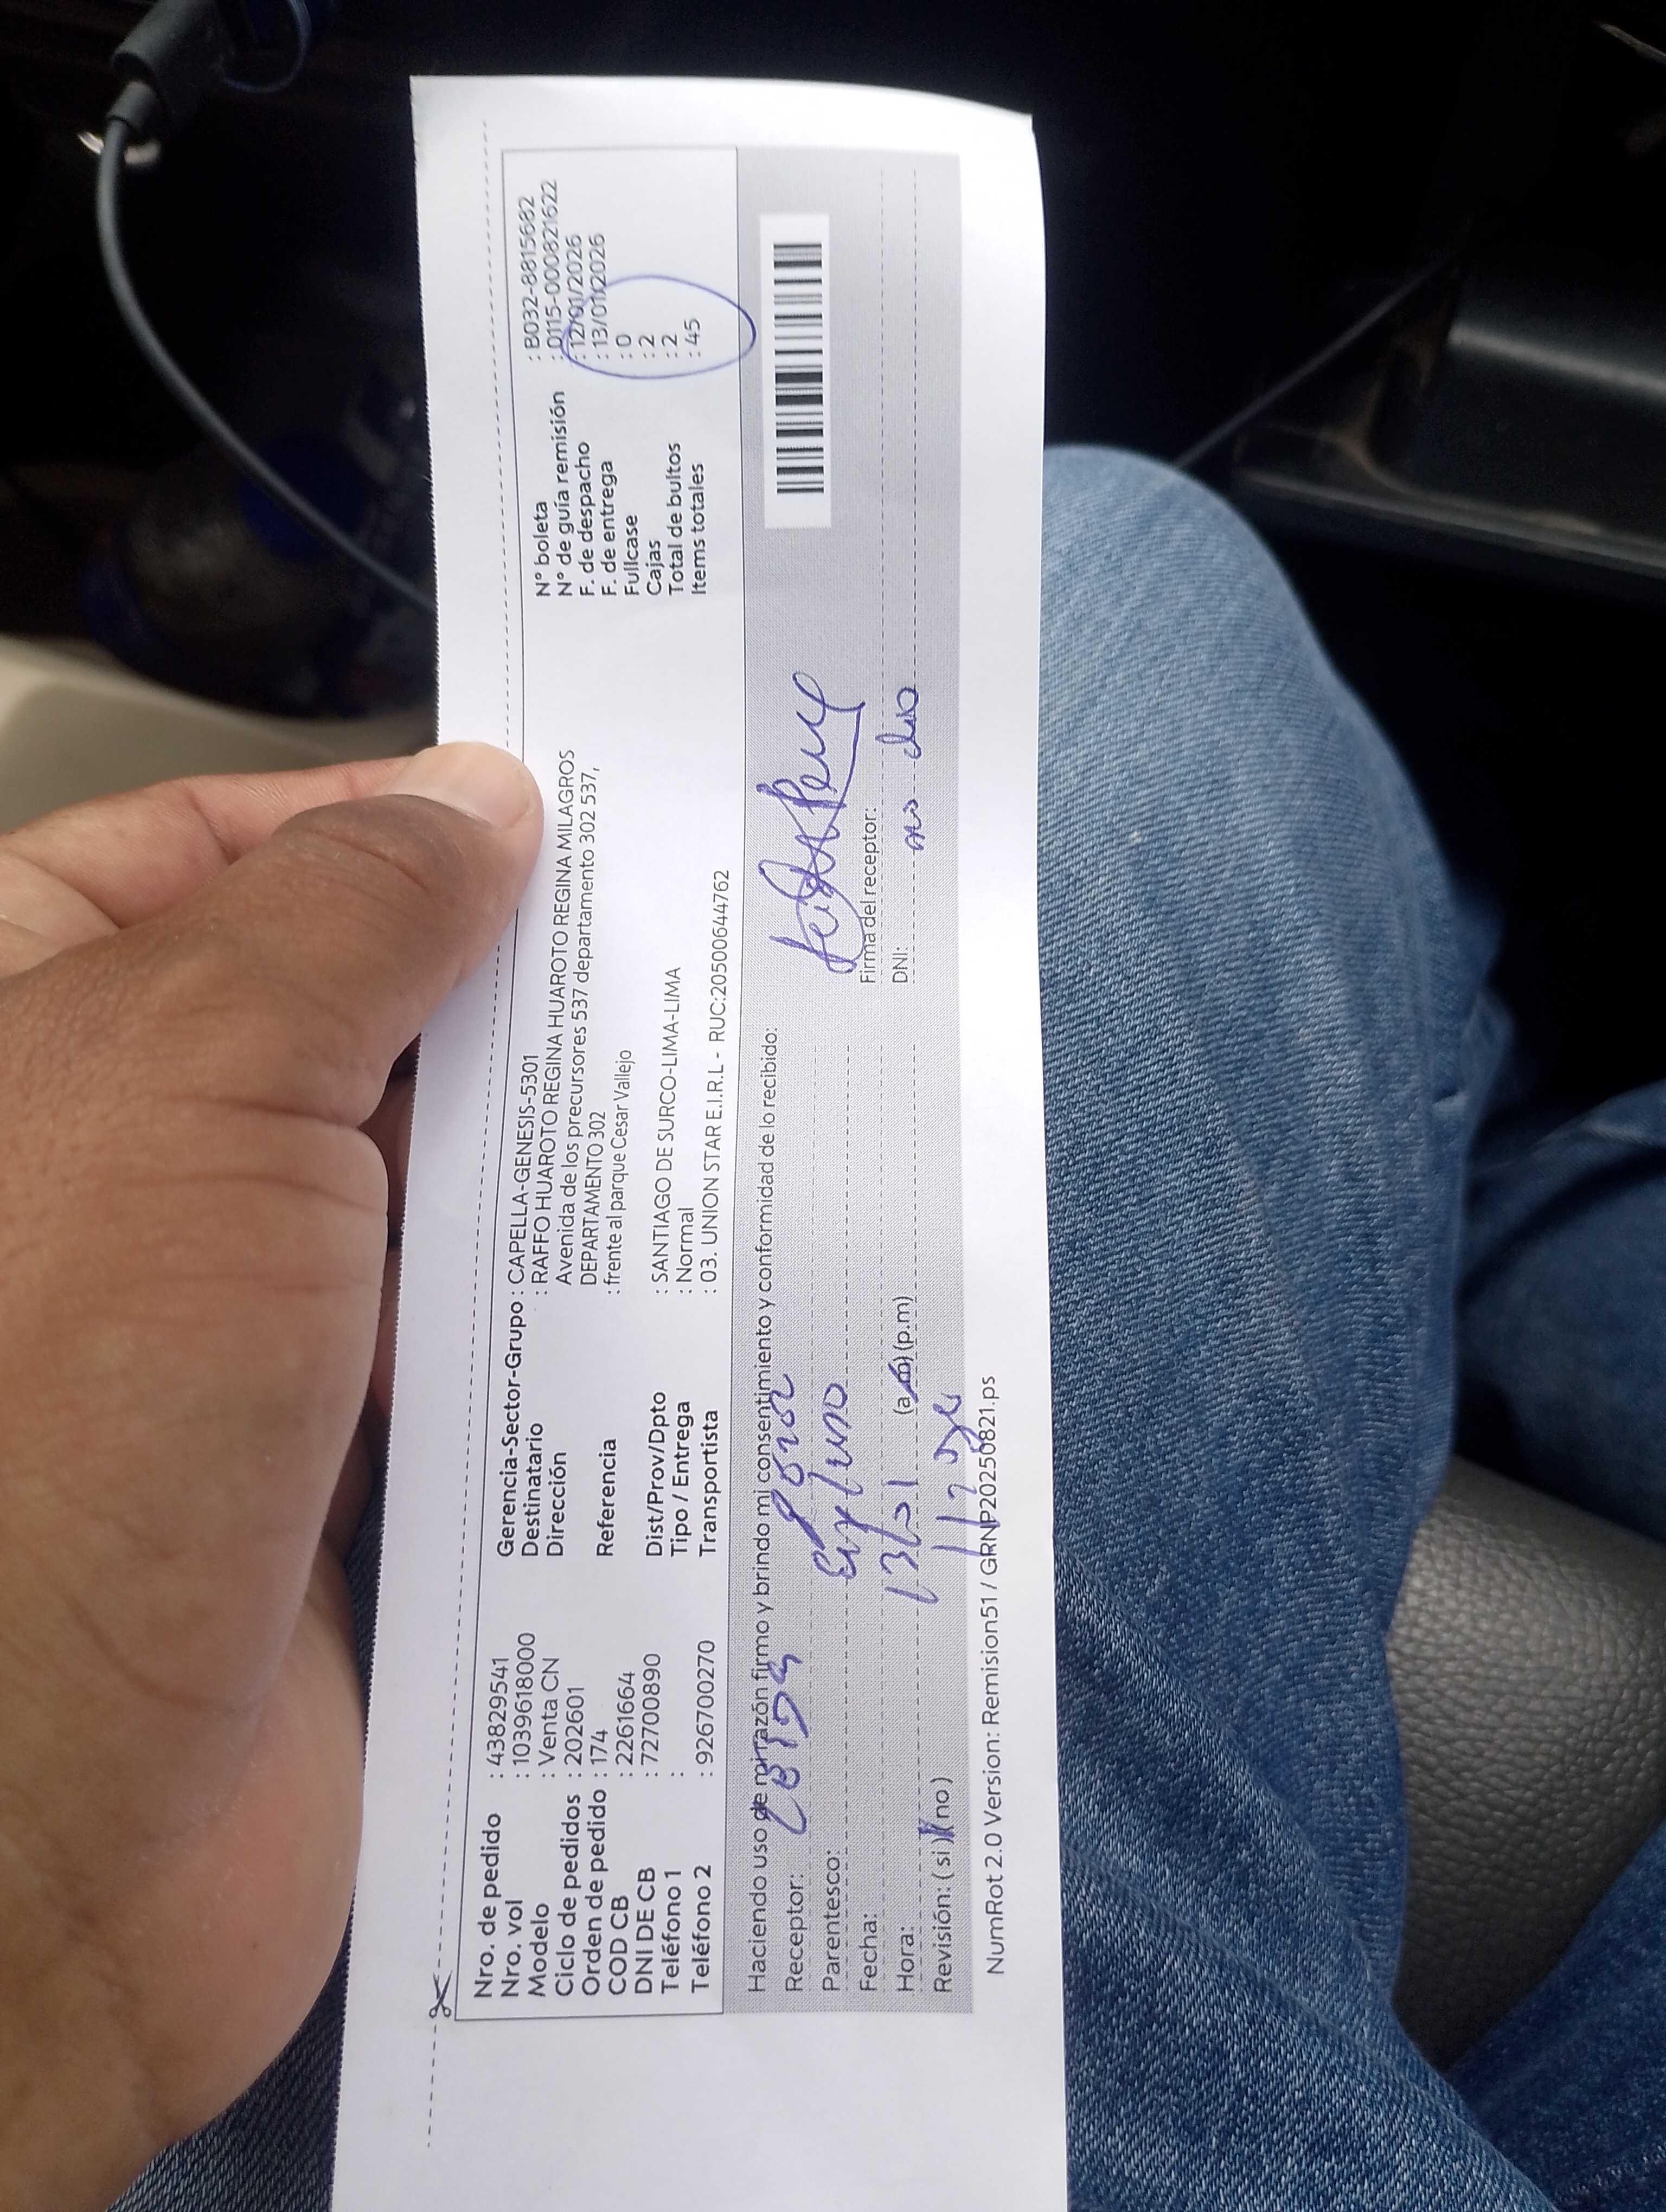 Nro. de pedido : 43829541
Nro. vol : 1039618000
Modelo : Venta CN
Ciclo de pedidos : 202601
Orden de pedido : 174
COD CB : 2261664
DNI DE CB : 72700890
Teléfono 1 :
Teléfono 2 : 926700270
Gerencia-Sector-Grupo : CAPELLA-GENESIS-5301
Destinatario : RAFFO HUAROTO REGINA HUAROTO REGINA MILAGROS
Dirección Avenida de los precursores 537 departamento 302 537,
DEPARTAMENTO 302
Referencia : frente al parque Cesar Vallejo
Dist/Prov/Dpto : SANTIAGO DE SURCO-LIMA-LIMA
Tipo / Entrega : Normal
Transportista : 03. UNION STAR E.I.R.L - RUC:20500644762
N° boleta : B032-8815682
N° de guía remisión : 0115-000821622
F. de despacho : 12/01/2026
F. de entrega : 13/01/2026
Fullcase : 0
Cajas : 2
Total de bultos : 2
Items totales : 45
Haciendo uso de mi razón firmo y brindo mi consentimiento y conformidad de lo recibido:
Receptor:
Parentesco:
Fecha: 13/01
Hora: (a.m)(p.m)
Revisión: (si)(no)
Firma del receptor:
DNI: no dio
NumRot 2.0 Version: Remision51 / GRNP20250821.ps